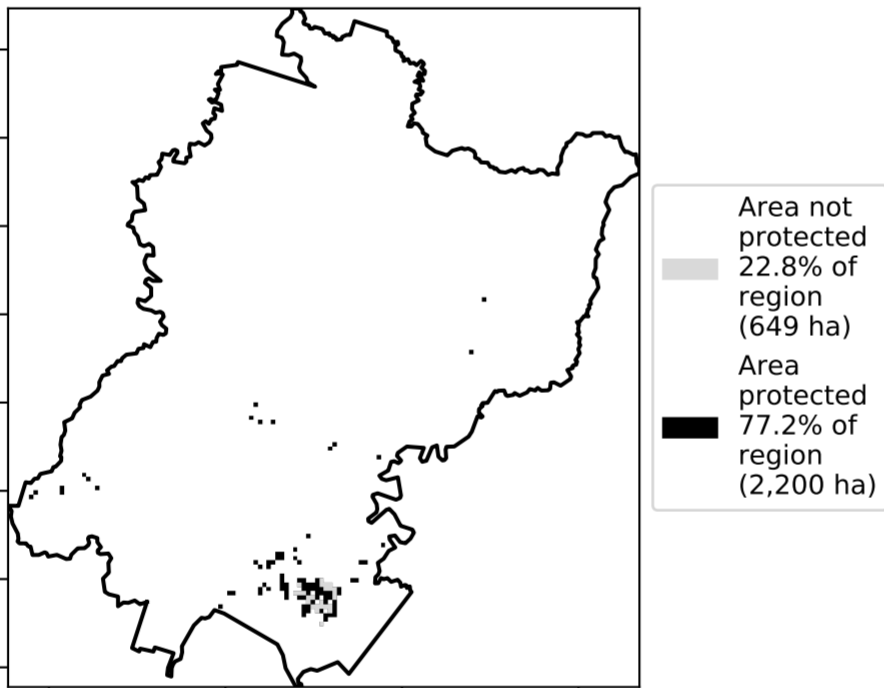 Area not
protected
22.8% of
region
(649 ha)
Area
protected
77.2% of
region
(2,200 ha)